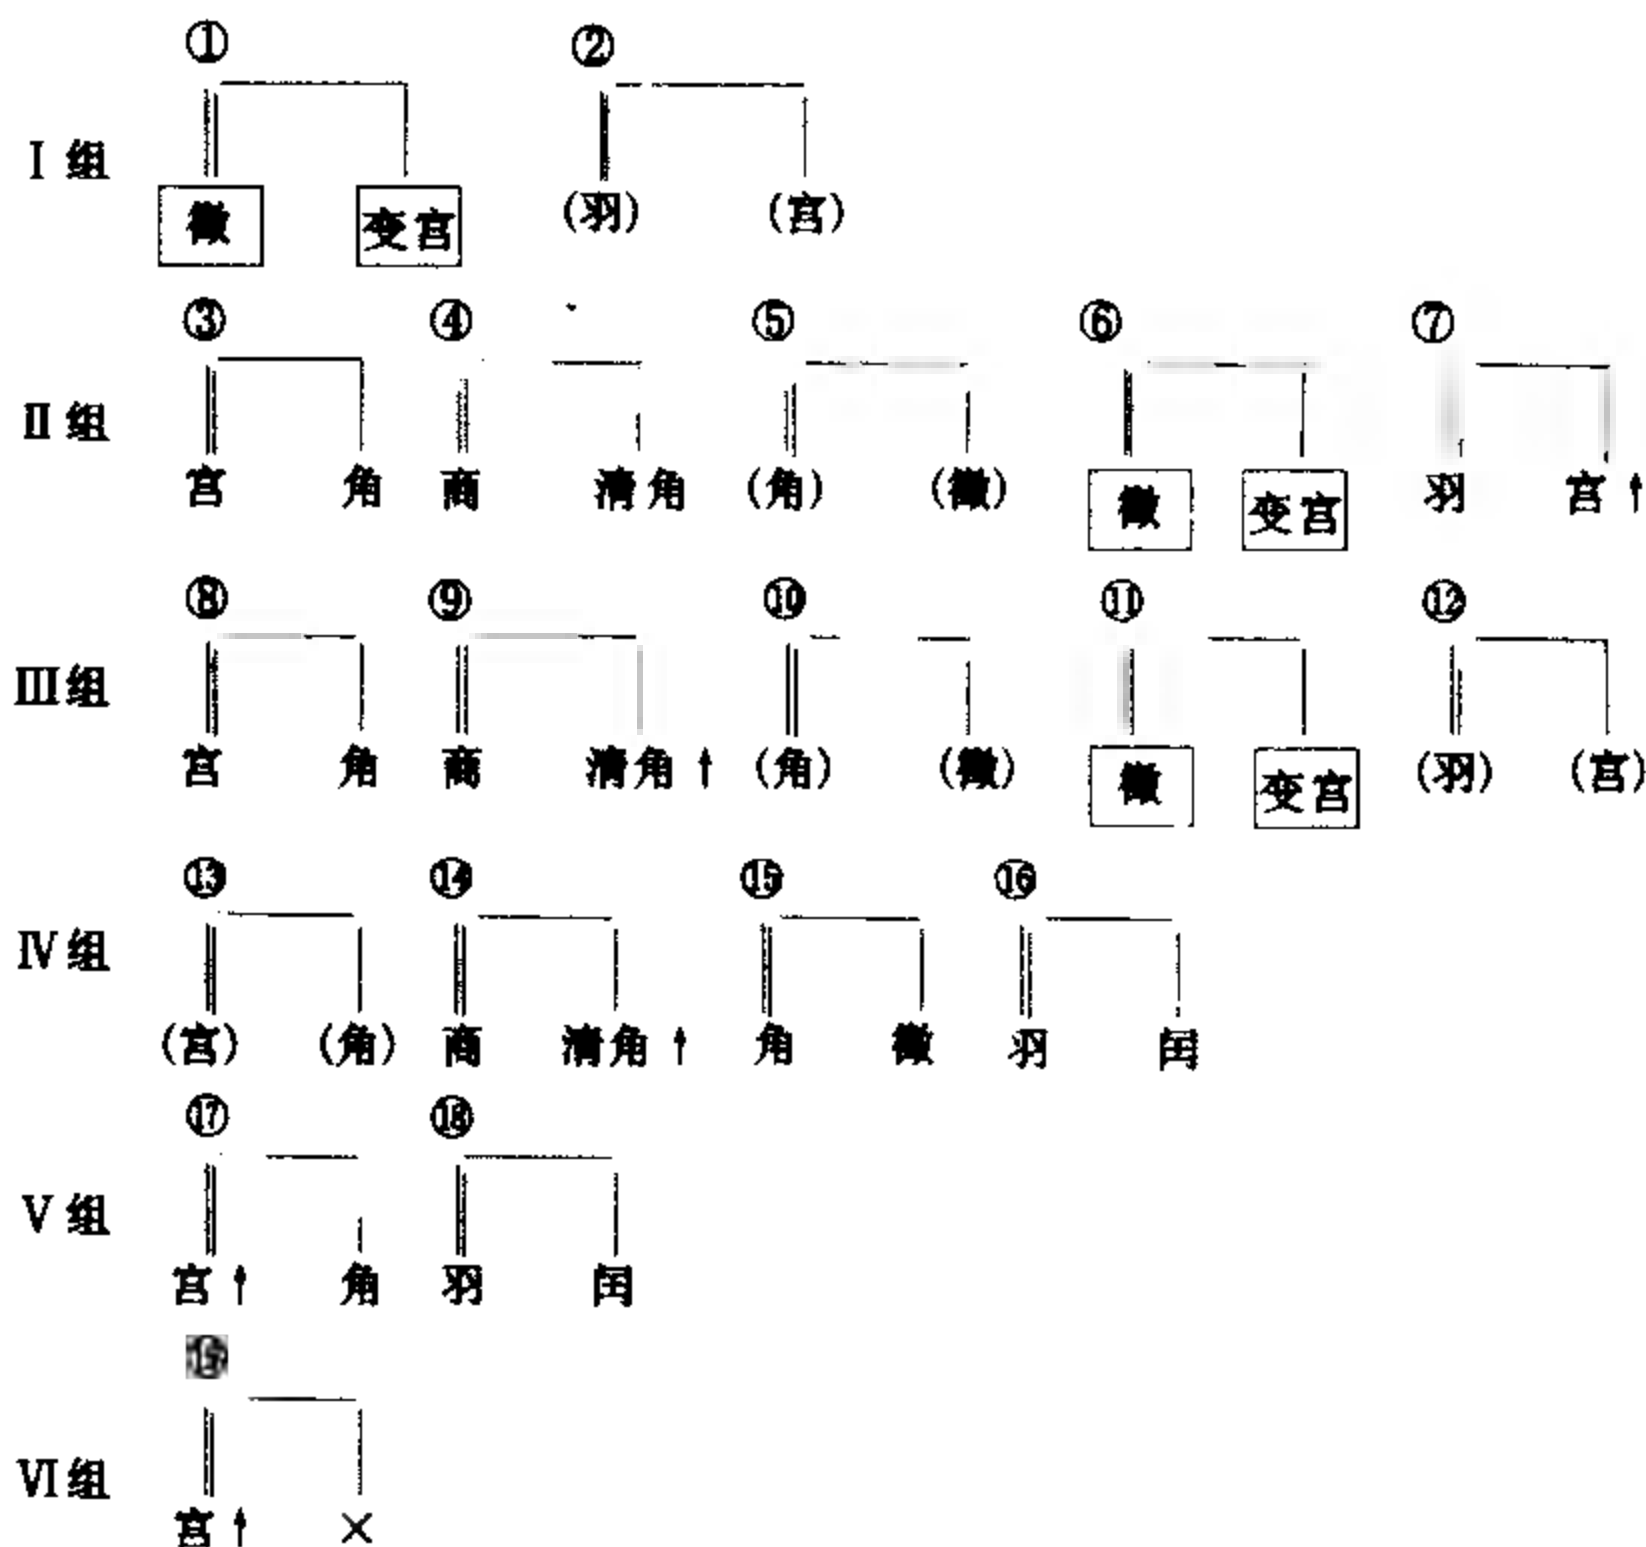 ① ②
Ⅰ组
徵 变宫 (羽) (宫)
③ ④ ⑤ ⑥ ⑦
Ⅱ组
宫 角 商 清角 (角) (徵) 徵 变宫 羽 宫↑
⑧ ⑨ ⑩ ⑪ ⑫
Ⅲ组
宫 角 商 清角↑ (角) (徵) 徵 变宫 (羽) (宫)
⑬ ⑭ ⑮ ⑯
Ⅳ组
(宫) (角) 商 清角↑ 角 徵 羽 闰
⑰ ⑱
Ⅴ组
宫↑ 角 羽 闰
⑲
Ⅵ组
宫↑ ×